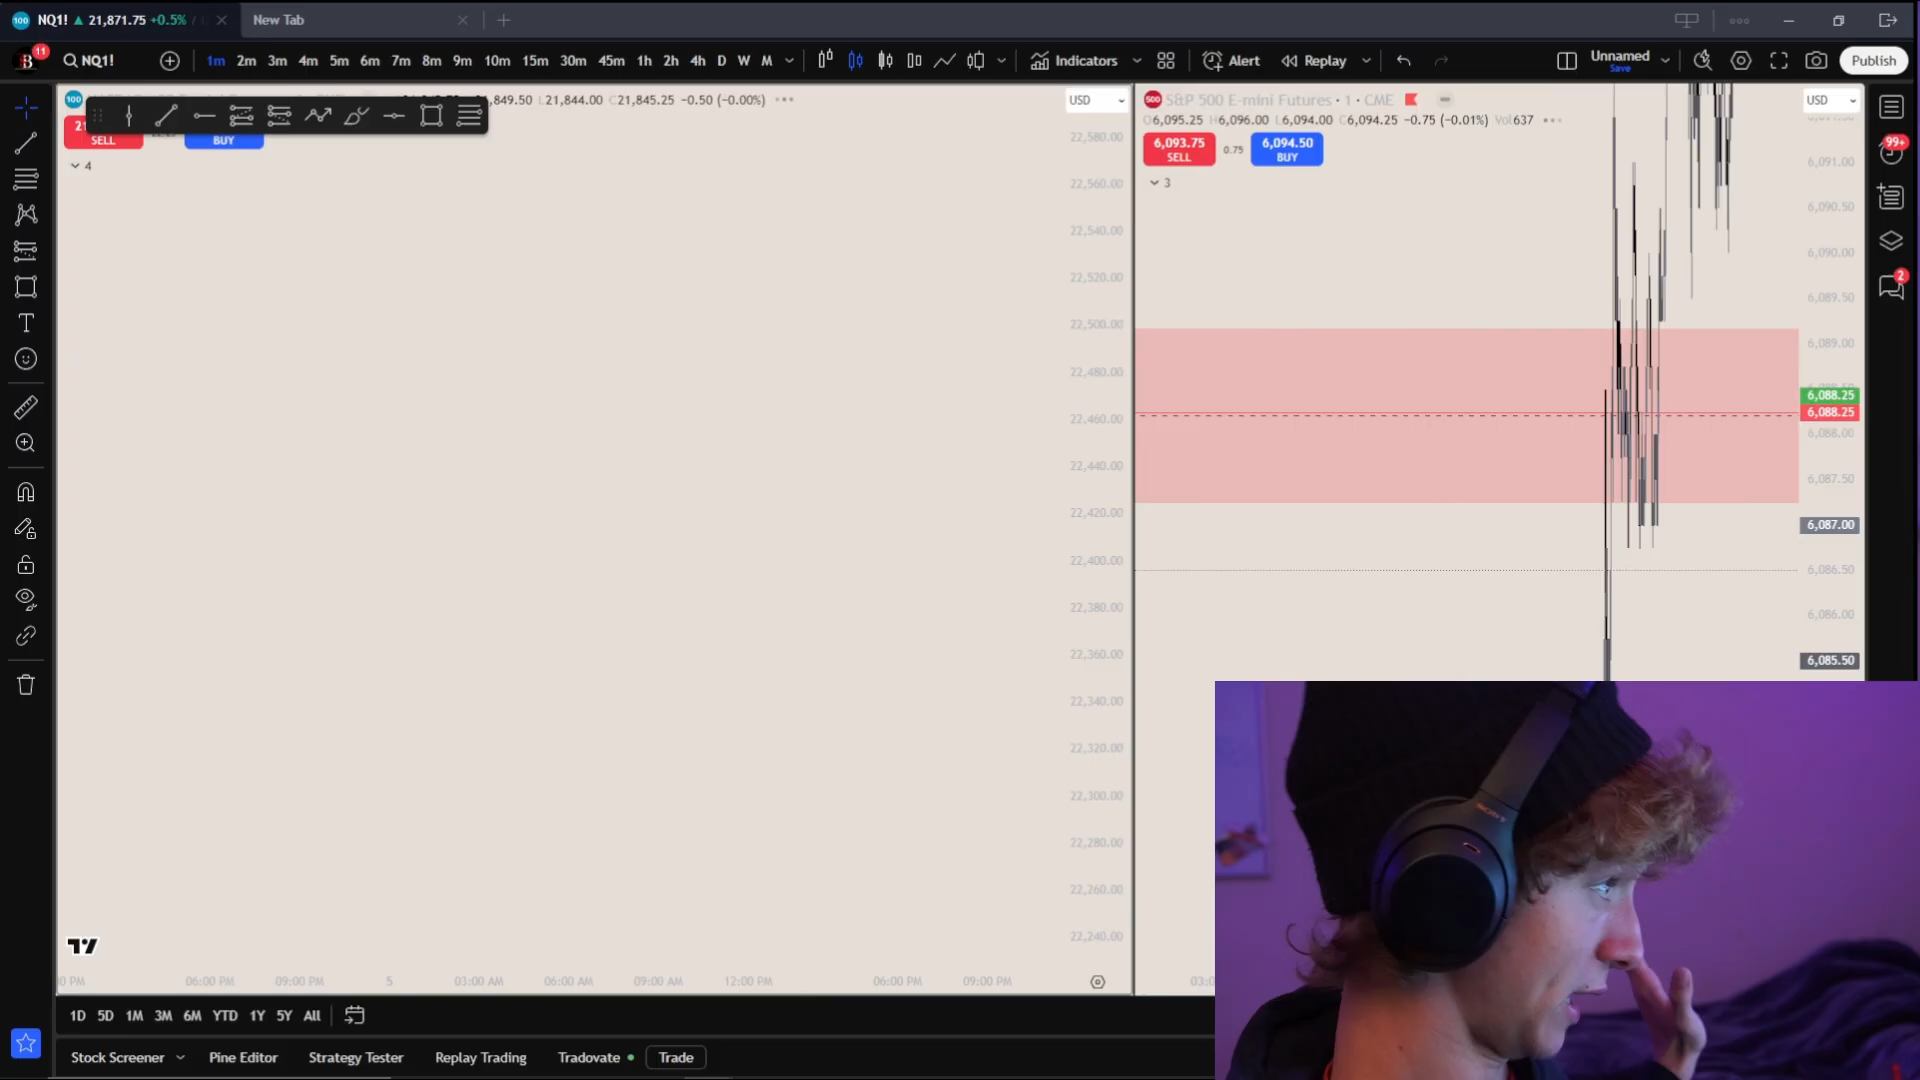 NQ1! ▲ 21,871.75 +0.5% /
New Tab
11
NQ1!
1m 2m 3m 4m 5m 6m 7m 8m 9m 10m 15m 30m 45m 1h 2h 4h D W M
Indicators
Alert
Replay
Unnamed
Save
Publish
,849.50 L21,844.00 C21,845.25 −0.50 (−0.00%)
USD
SELL
BUY
4
22,580.00
22,560.00
22,540.00
22,520.00
22,500.00
22,480.00
22,460.00
22,440.00
22,420.00
22,400.00
22,380.00
22,360.00
22,340.00
22,320.00
22,300.00
22,280.00
22,260.00
22,240.00
06:00 PM 09:00 PM 5 03:00 AM 06:00 AM 09:00 AM 12:00 PM 06:00 PM 09:00 PM
S&P 500 E-mini Futures · 1 · CME
O6,095.25 H6,096.00 L6,094.00 C6,094.25 −0.75 (−0.01%) Vol637
USD
6,093.75
SELL
0.75
6,094.50
BUY
3
6,091.00
6,090.50
6,090.00
6,089.50
6,089.00
6,088.25
6,088.25
6,088.00
6,087.50
6,087.00
6,086.50
6,086.00
6,085.50
99+
2
1D 5D 1M 3M 6M YTD 1Y 5Y All
Stock Screener
Pine Editor
Strategy Tester
Replay Trading
Tradovate
Trade
SONY